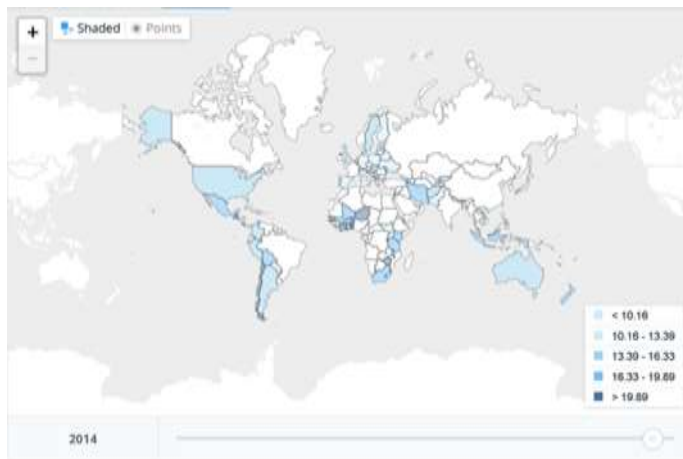 +
Shaded Points
−
< 10.16
10.16 - 13.39
13.39 - 16.33
16.33 - 19.89
> 19.89
2014